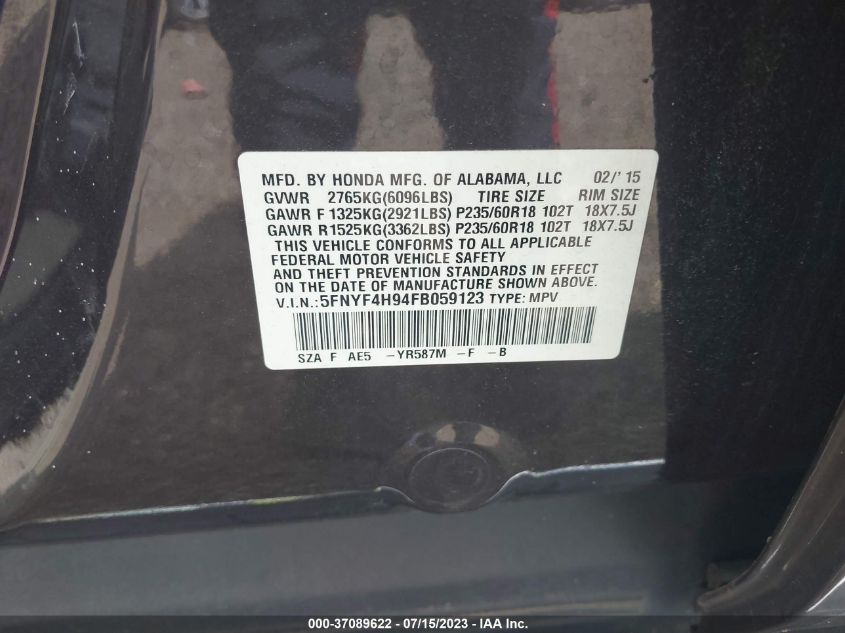 MFD. BY HONDA MFG. OF ALABAMA, LLC 02/'15
GVWR 2765KG(6096LBS) TIRE SIZE RIM SIZE
GAWR F 1325KG(2921LBS) P235/60R18 102T 18X7.5J
GAWR R1525KG(3362LBS) P235/60R18 102T 18X7.5J
THIS VEHICLE CONFORMS TO ALL APPLICABLE
FEDERAL MOTOR VEHICLE SAFETY
AND THEFT PREVENTION STANDARDS IN EFFECT
ON THE DATE OF MANUFACTURE SHOWN ABOVE.
V.I.N.:5FNYF4H94FB059123 TYPE: MPV
SZA F AE5 -YR587M -F -B
000-37089622 - 07/15/2023 - IAA Inc.